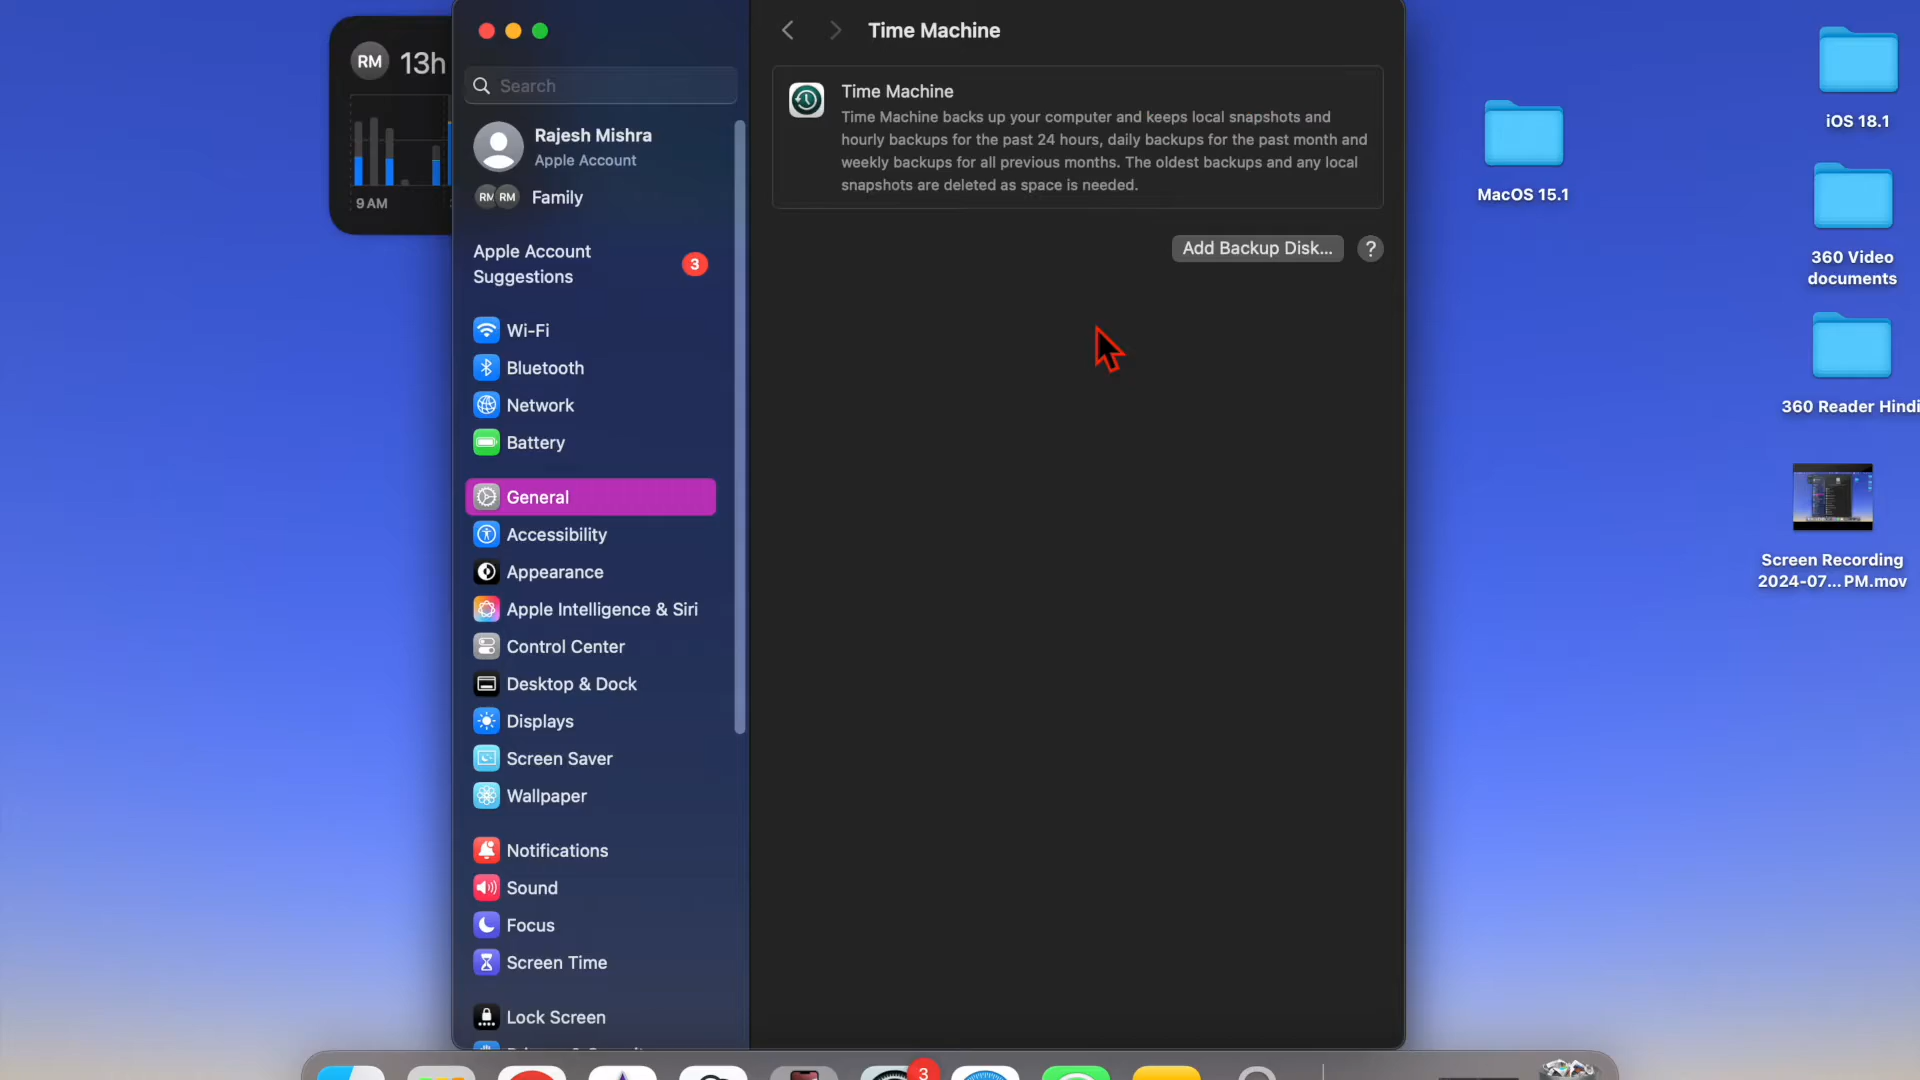 RM 13h
9 AM
Search
Rajesh Mishra
Apple Account
RM RM Family
Apple Account
Suggestions
3
Wi-Fi
Bluetooth
Network
Battery
General
Accessibility
Appearance
Apple Intelligence & Siri
Control Center
Desktop & Dock
Displays
Screen Saver
Wallpaper
Notifications
Sound
Focus
Screen Time
Lock Screen
Time Machine
Time Machine
Time Machine backs up your computer and keeps local snapshots and
hourly backups for the past 24 hours, daily backups for the past month and
weekly backups for all previous months. The oldest backups and any local
snapshots are deleted as space is needed.
Add Backup Disk... ?
MacOS 15.1
iOS 18.1
360 Video
documents
360 Reader Hindi
Screen Recording
2024-07...PM.mov
3